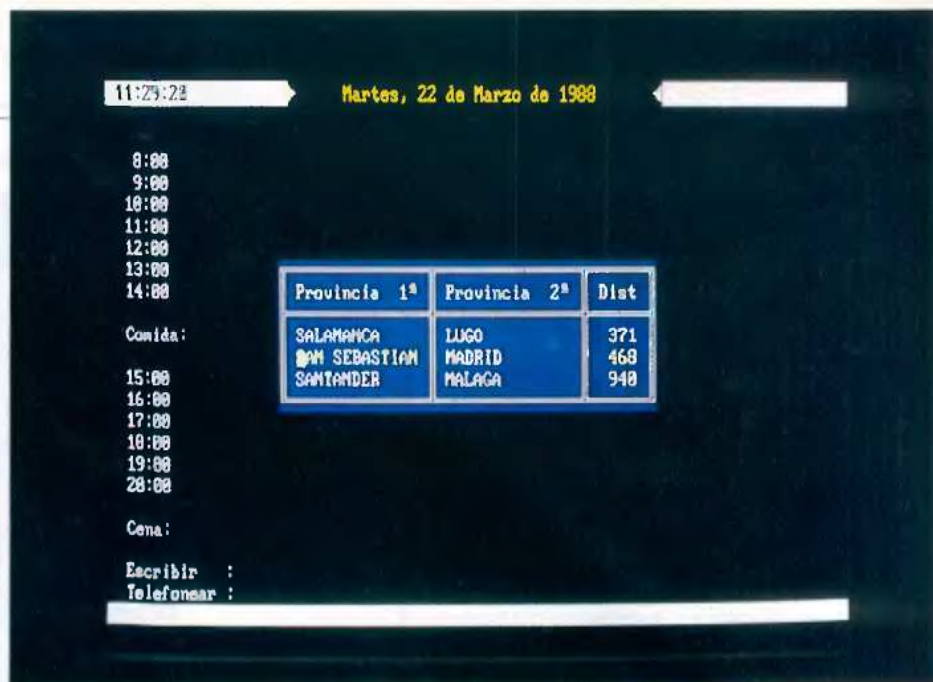 11:29:28
Martes, 22 de Marzo de 1988
8:00
9:00
10:00
11:00
12:00
13:00
14:00
Comida:
15:00
16:00
17:00
18:00
19:00
20:00
Cena:
Escribir :
Telefonear :
Provincia 1ª Provincia 2ª Dist
SALAMANCA LUGO 371
SAN SEBASTIAN MADRID 468
SANTANDER MALAGA 940